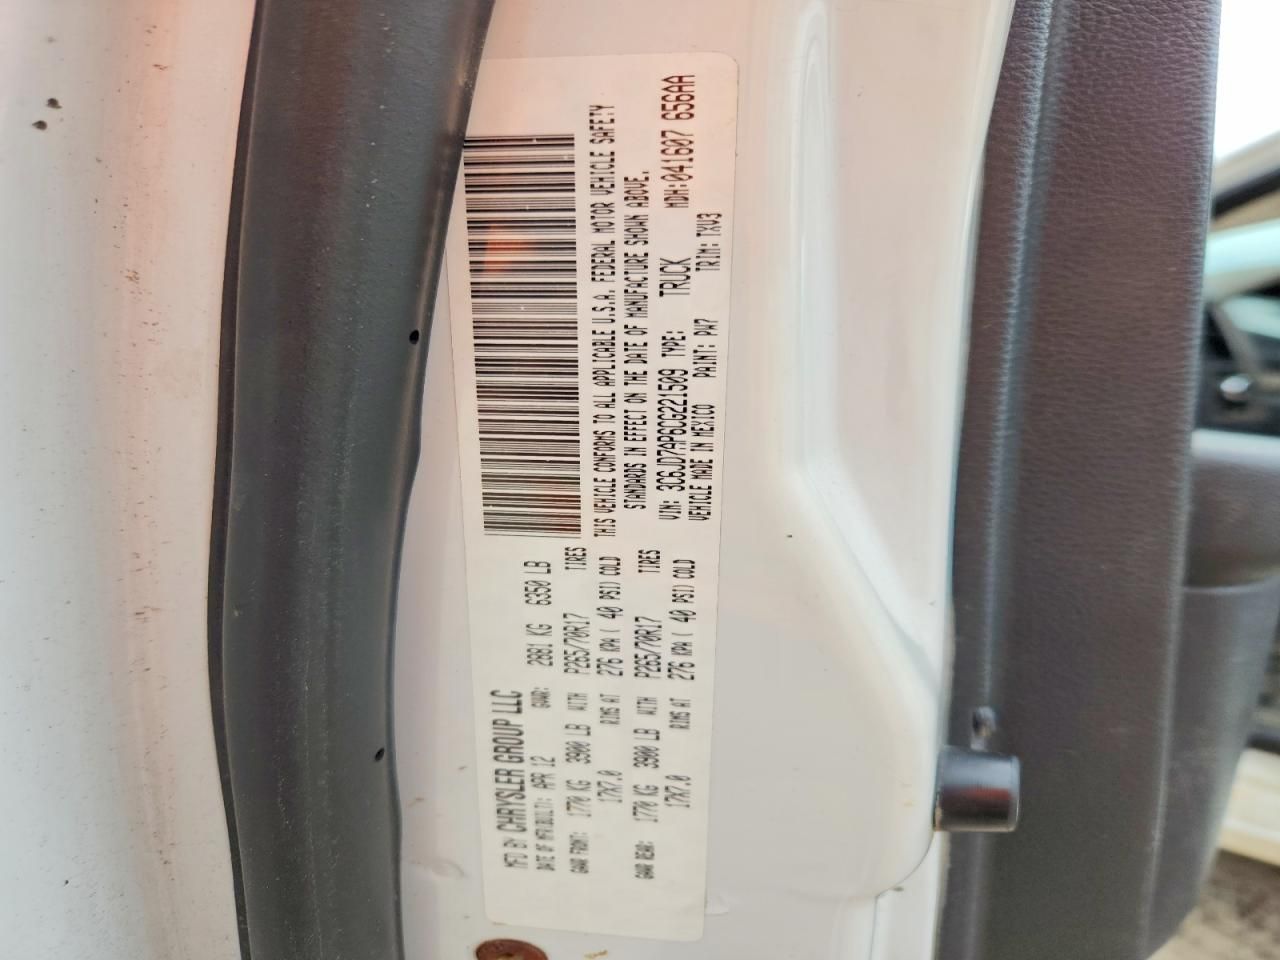 MFD BY CHRYSLER GROUP LLC
DATE OF MFR(BUILT): APR 12 GVWR: 2881 KG 6350 LB
GAWR FRONT: 1770 KG 3900 LB WITH P265/70R17 TIRES
17X7.0 RIMS AT 276 KPA ( 40 PSI) COLD
GAWR REAR: 1770 KG 3900 LB WITH P265/70R17 TIRES
17X7.0 RIMS AT 276 KPA ( 40 PSI) COLD
THIS VEHICLE CONFORMS TO ALL APPLICABLE U.S.A. FEDERAL MOTOR VEHICLE SAFETY
STANDARDS IN EFFECT ON THE DATE OF MANUFACTURE SHOWN ABOVE.
VIN: 3C6JD7AP6CG221509 TYPE: TRUCK MDH:041607 656AA
VEHICLE MADE IN MEXICO PAINT: PW7 TRIM: TXV3